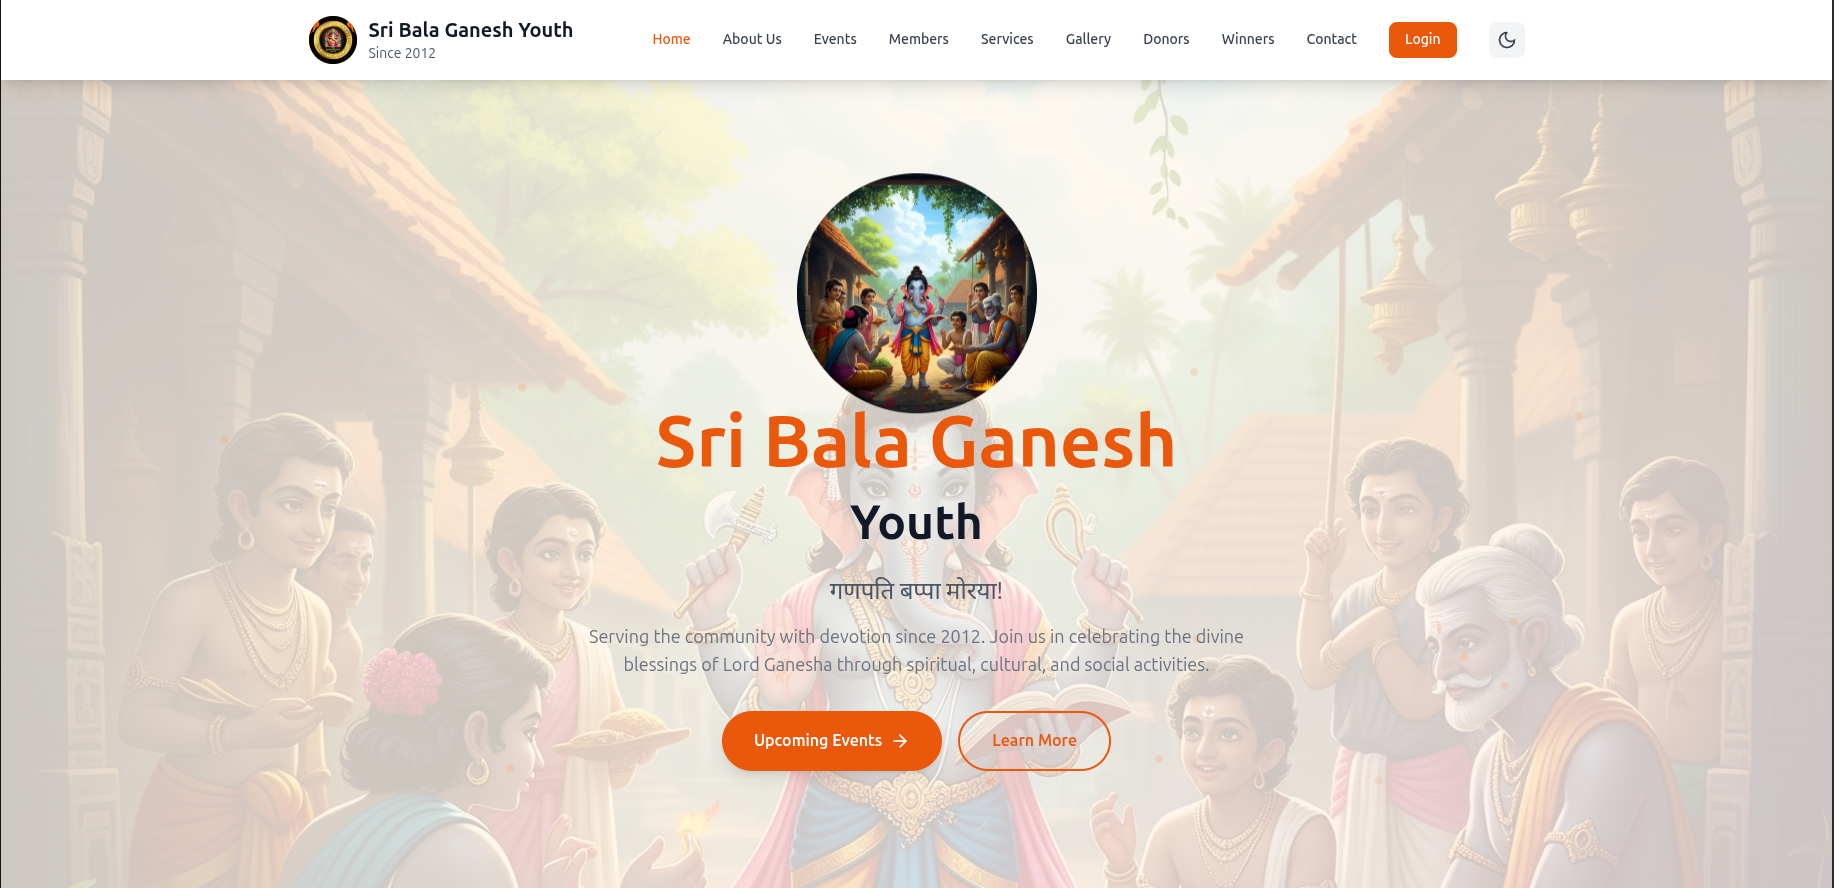 Sri Bala Ganesh Youth
Since 2012
Home
About Us
Events
Members
Services
Gallery
Donors
Winners
Contact
Login
Sri Bala Ganesh
Youth
गणपति बप्पा मोरया!
Serving the community with devotion since 2012. Join us in celebrating the divine
blessings of Lord Ganesha through spiritual, cultural, and social activities.
Upcoming Events →
Learn More